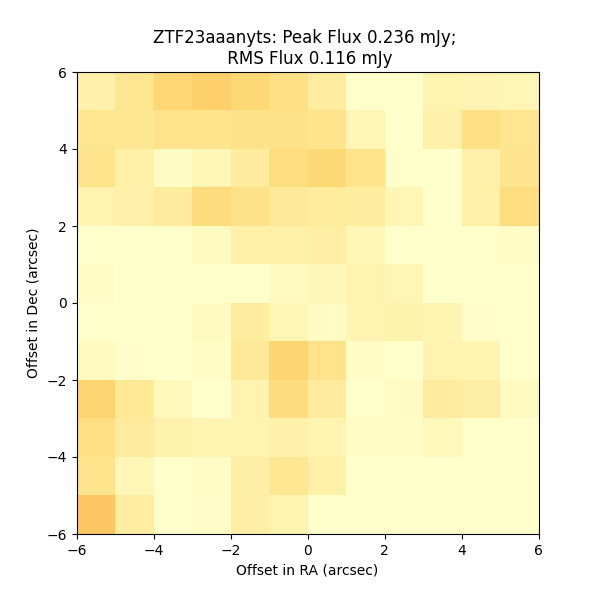 ZTF23aaanyts: Peak Flux 0.236 mJy;
RMS Flux 0.116 mJy
6
4
2
0
−2
−4
−6
Offset in Dec (arcsec)
−6 −4 −2 0 2 4 6
Offset in RA (arcsec)